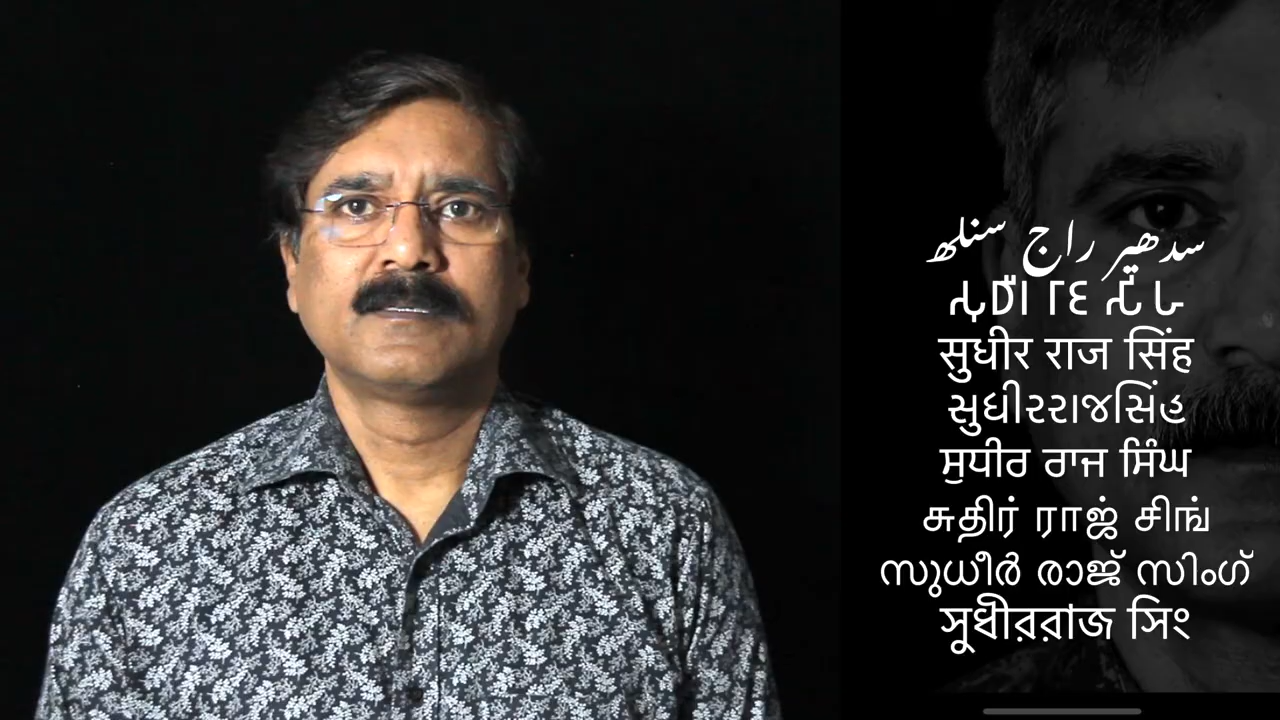 سدھیر راج سنلھ
सुधीर राज सिंह
સુધીરરાજસિંહ
ਸੁਧੀਰ ਰਾਜ ਸਿੰਘ
சுதிர் ராஜ் சிங்
സുധീർ രാജ് സിംഗ്
সুধীররাজ সিং